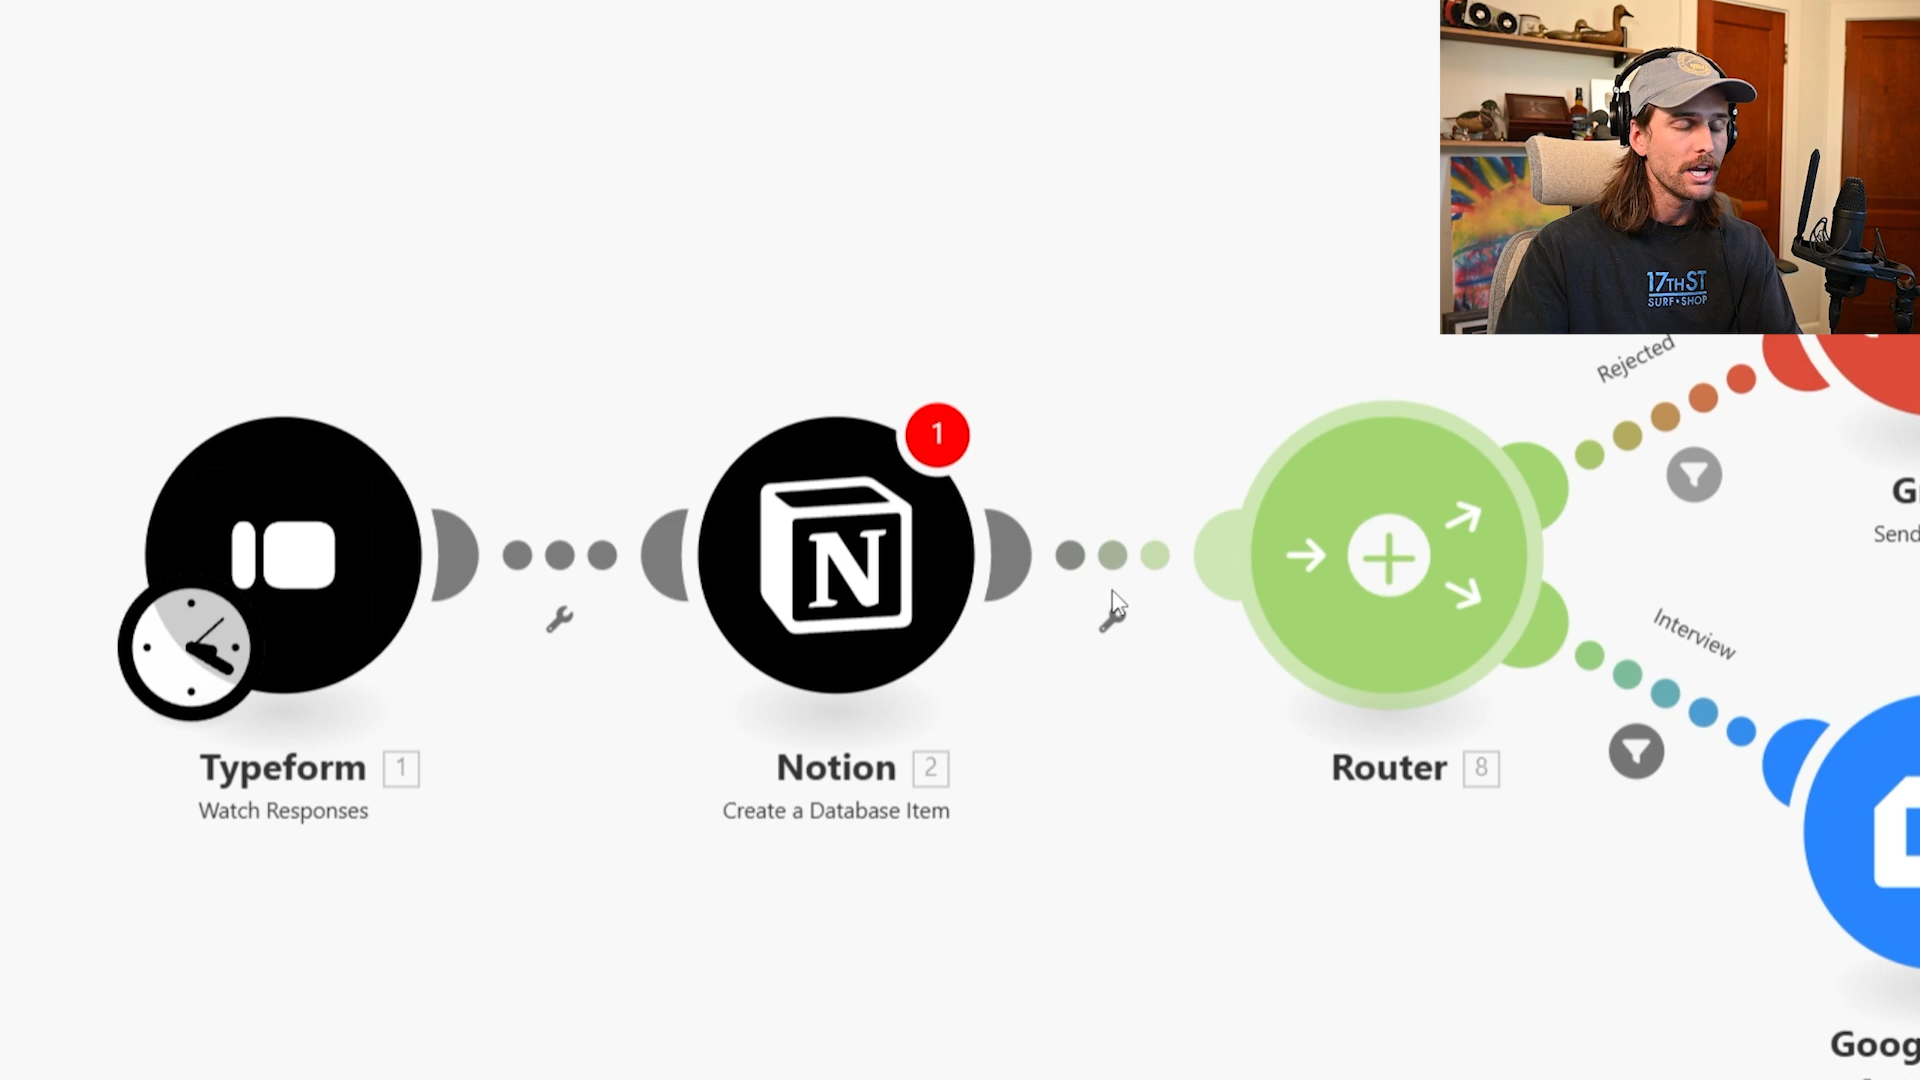 17TH ST
SURF • SHOP
Rejected
1
N
G
Send
Interview
Typeform 1
Watch Responses
Notion 2
Create a Database Item
Router 8
Goog